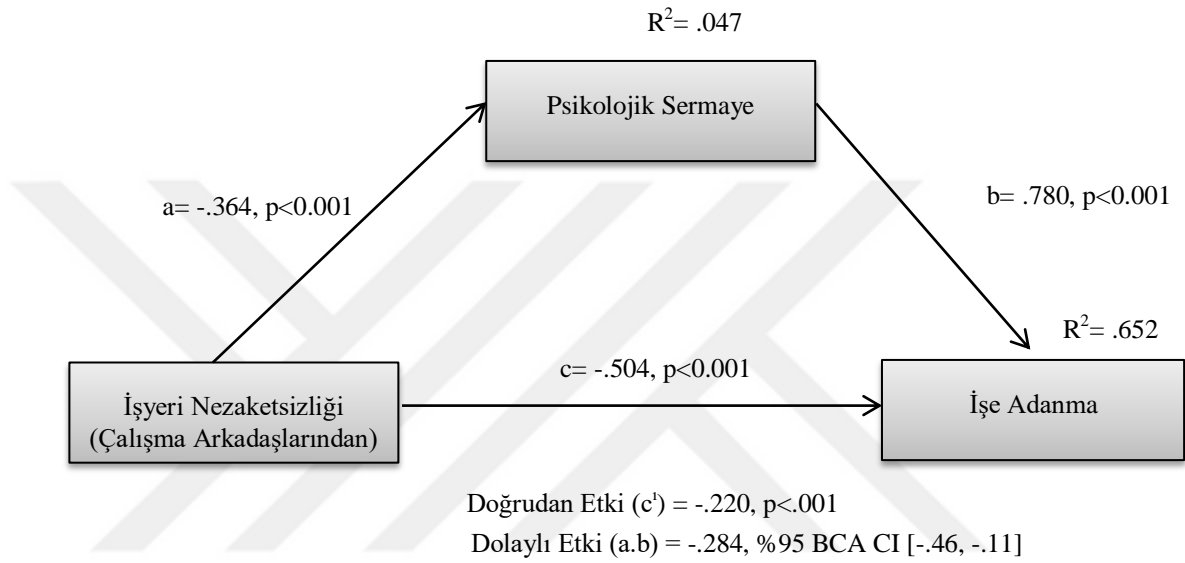 R²= .047
Psikolojik Sermaye
a= -.364, p<0.001
b= .780, p<0.001
R²= .652
c= -.504, p<0.001
İşyeri Nezaketsizliği
(Çalışma Arkadaşlarından)
İşe Adanma
Doğrudan Etki (c¹) = -.220, p<.001
Dolaylı Etki (a.b) = -.284, %95 BCA CI [-.46, -.11]